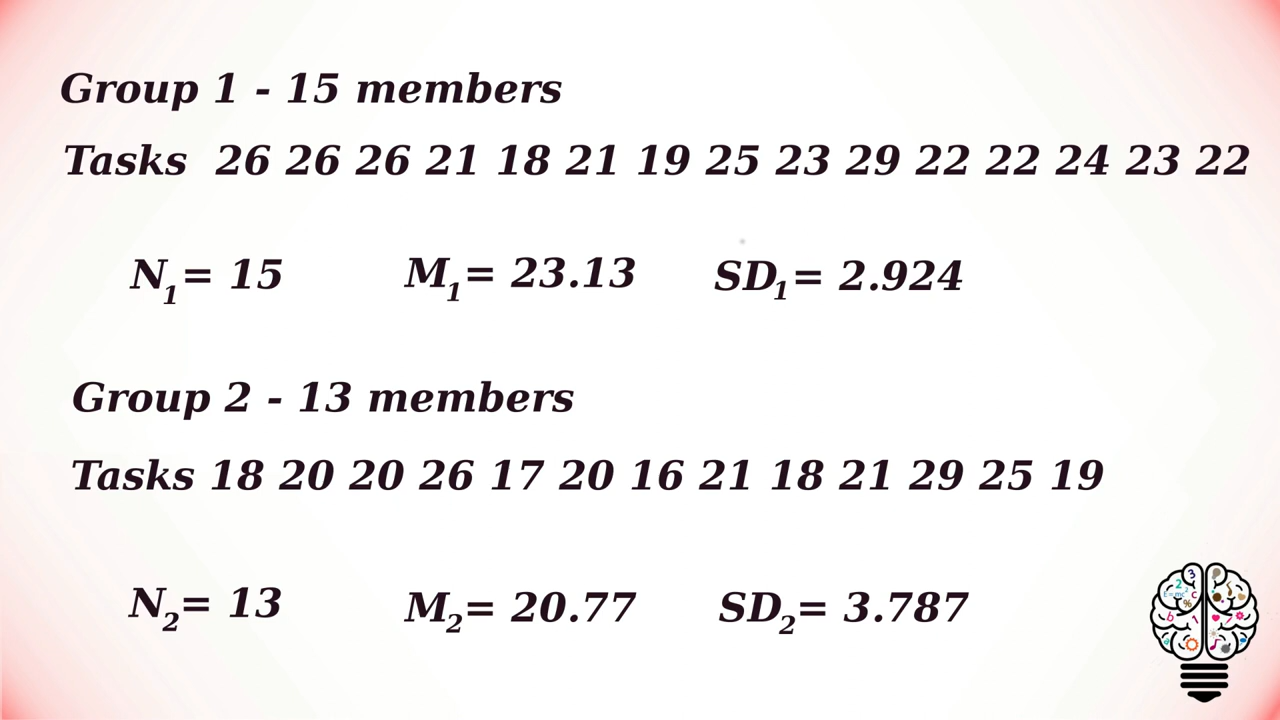 Group 1 - 15 members
Tasks 26 26 26 21 18 21 19 25 23 29 22 22 24 23 22
N1= 15 M1= 23.13 SD1= 2.924
Group 2 - 13 members
Tasks 18 20 20 26 17 20 16 21 18 21 29 25 19
N2= 13 M2= 20.77 SD2= 3.787